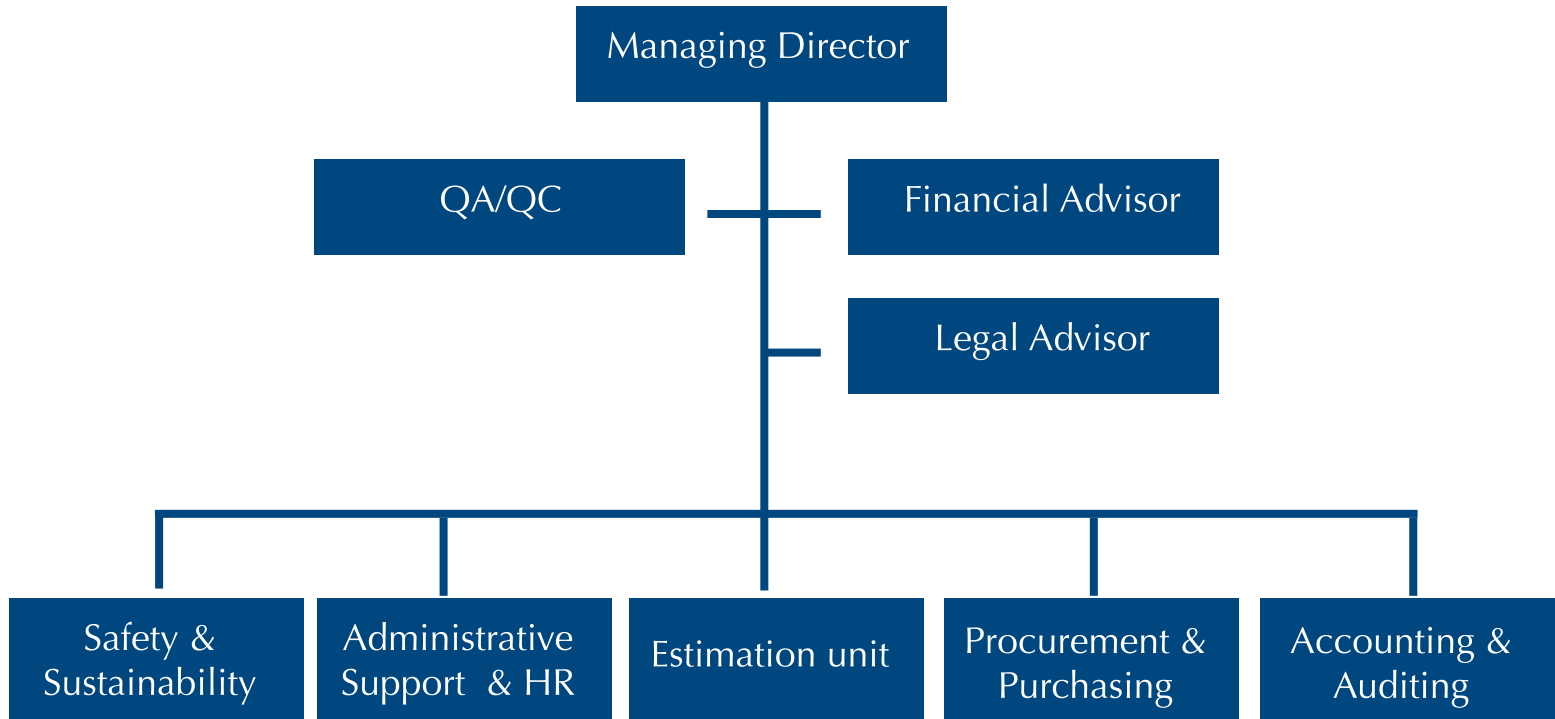 Managing Director
QA/QC
Financial Advisor
Legal Advisor
Safety &
Sustainability
Administrative
Support & HR
Estimation unit
Procurement &
Purchasing
Accounting &
Auditing